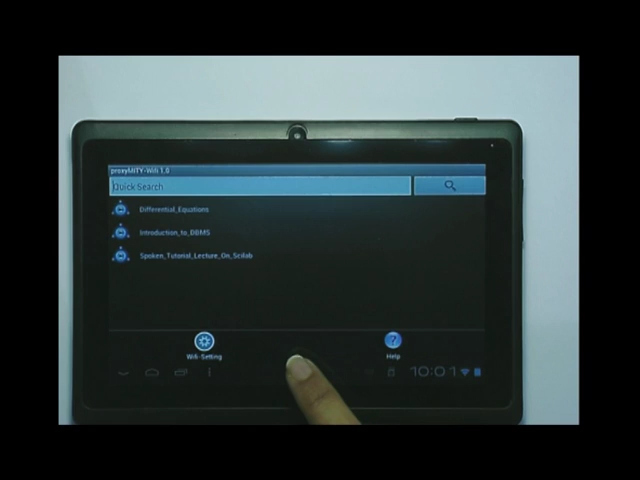 proxyMITY-Wifi 1.0
Quick Search
Differential_Equations
Introduction_to_DBMS
Spoken_Tutorial_Lecture_On_Scilab
Wifi-Setting
Help
10:01